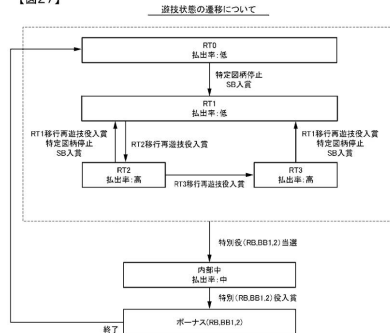 【図27】
遊技状態の遷移について
RT0
払出率:低
特定図柄停止
SB入賞
RT1
払出率:低
RT1移行再遊技役入賞
特定図柄停止
SB入賞
RT2移行再遊技役入賞
RT1移行再遊技役入賞
特定図柄停止
SB入賞
RT2
払出率:高
RT3移行再遊技役入賞
RT3
払出率:高
特別役(RB,BB1,2)当選
内部中
払出率:中
特別(RB,BB1,2)役入賞
ボーナス(RB,BB1,2)
終了